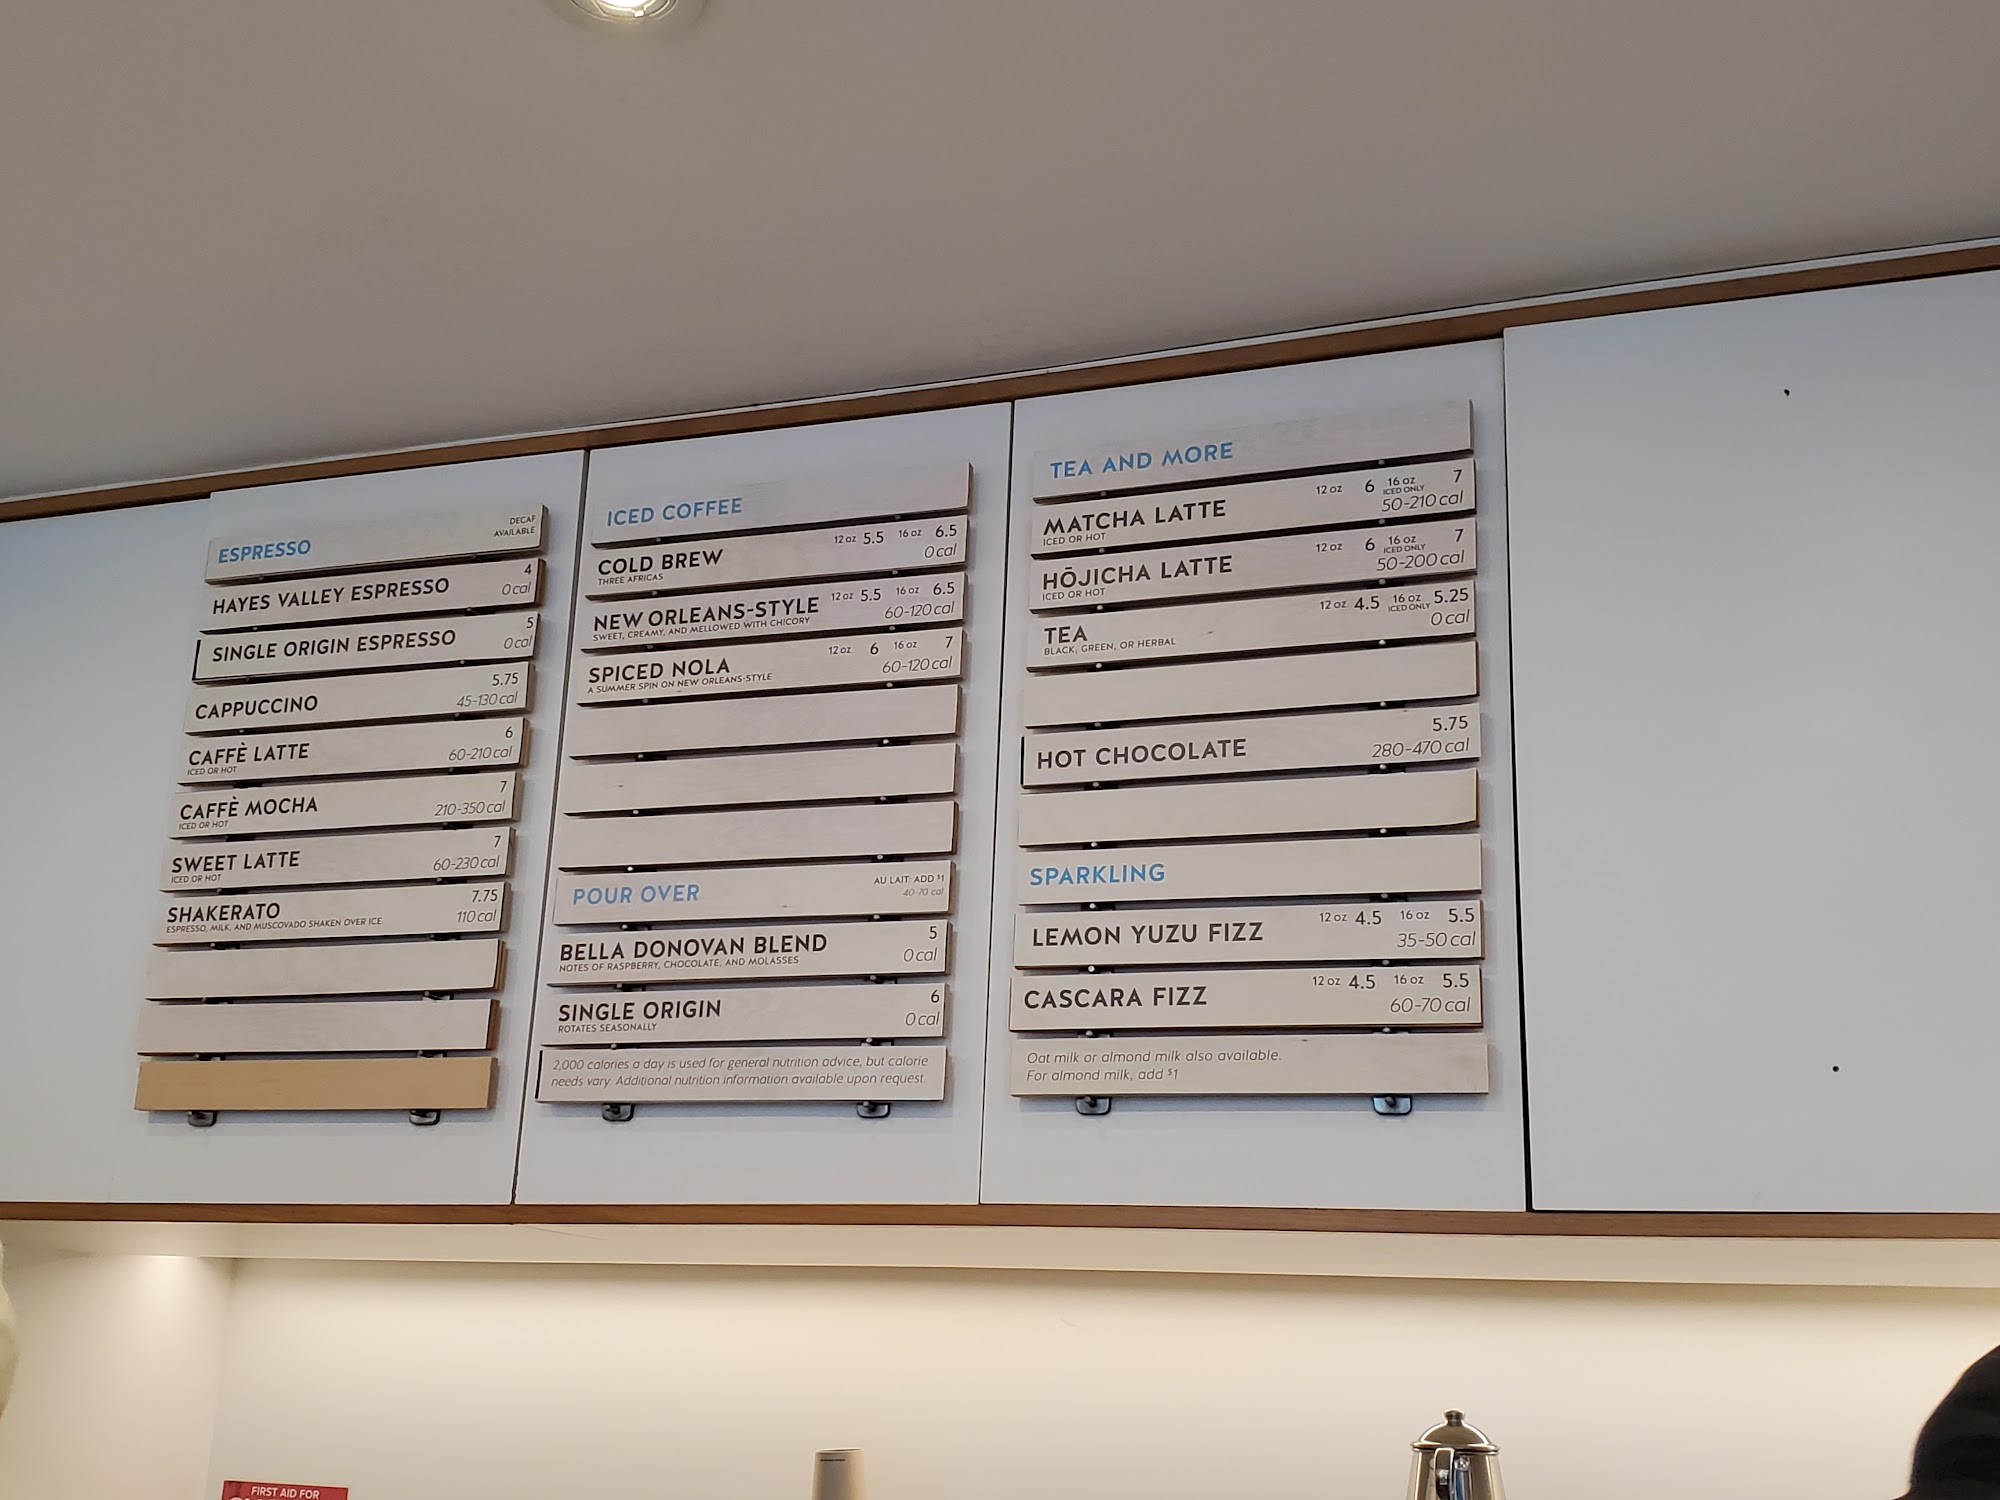 ESPRESSO DECAF AVAILABLE
HAYES VALLEY ESPRESSO 4
0 cal
SINGLE ORIGIN ESPRESSO 5
0 cal
CAPPUCCINO 5.75
45-130 cal
CAFFÈ LATTE 6
ICED OR HOT 60-210 cal
CAFFÈ MOCHA 7
ICED OR HOT 210-350 cal
SWEET LATTE 7
ICED OR HOT 60-230 cal
SHAKERATO 7.75
ESPRESSO, MILK, AND MUSCOVADO SHAKEN OVER ICE 110 cal
ICED COFFEE
COLD BREW 12 oz 5.5 16 oz 6.5
THREE AFRICAS 0 cal
NEW ORLEANS-STYLE 12 oz 5.5 16 oz 6.5
SWEET, CREAMY, AND MELLOWED WITH CHICORY 60-120 cal
SPICED NOLA 12 oz 6 16 oz 7
A SUMMER SPIN ON NEW ORLEANS-STYLE 60-120 cal
POUR OVER AU LAIT: ADD $1
40-70 cal
BELLA DONOVAN BLEND 5
NOTES OF RASPBERRY, CHOCOLATE, AND MOLASSES 0 cal
SINGLE ORIGIN 6
ROTATES SEASONALLY 0 cal
2,000 calories a day is used for general nutrition advice, but calorie
needs vary. Additional nutrition information available upon request.
TEA AND MORE
MATCHA LATTE 12 oz 6 16 oz ICED ONLY 7
ICED OR HOT 50-210 cal
HŌJICHA LATTE 12 oz 6 16 oz ICED ONLY 7
ICED OR HOT 50-200 cal
TEA 12 oz 4.5 16 oz ICED ONLY 5.25
BLACK, GREEN, OR HERBAL 0 cal
HOT CHOCOLATE 5.75
280-470 cal
SPARKLING
LEMON YUZU FIZZ 12 oz 4.5 16 oz 5.5
35-50 cal
CASCARA FIZZ 12 oz 4.5 16 oz 5.5
60-70 cal
Oat milk or almond milk also available.
For almond milk, add $1
FIRST AID FOR